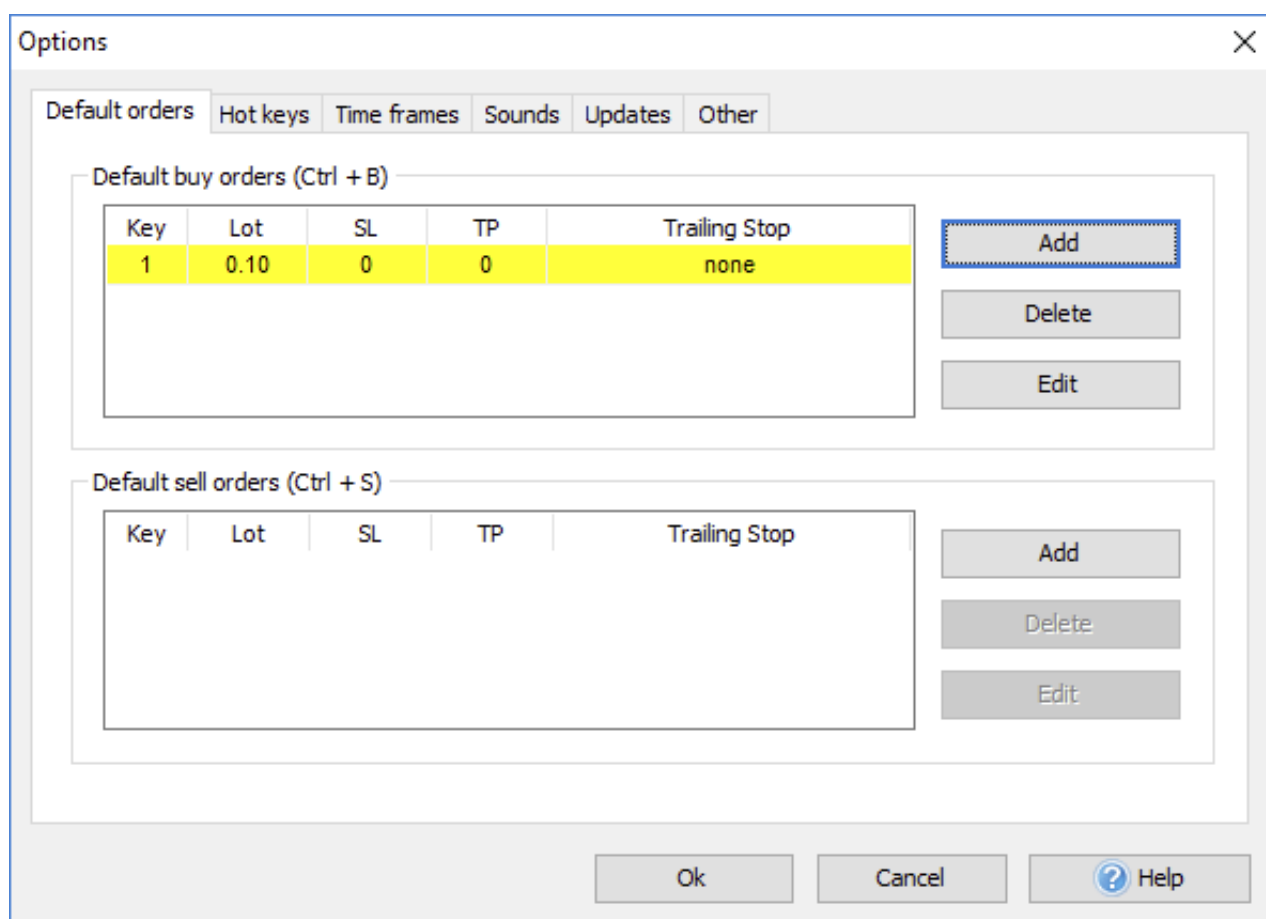 Options
Default orders Hot keys Time frames Sounds Updates Other
Default buy orders (Ctrl + B)
Key Lot SL TP Trailing Stop
1 0.10 0 0 none
Add
Delete
Edit
Default sell orders (Ctrl + S)
Key Lot SL TP Trailing Stop
Add
Delete
Edit
Ok Cancel ? Help